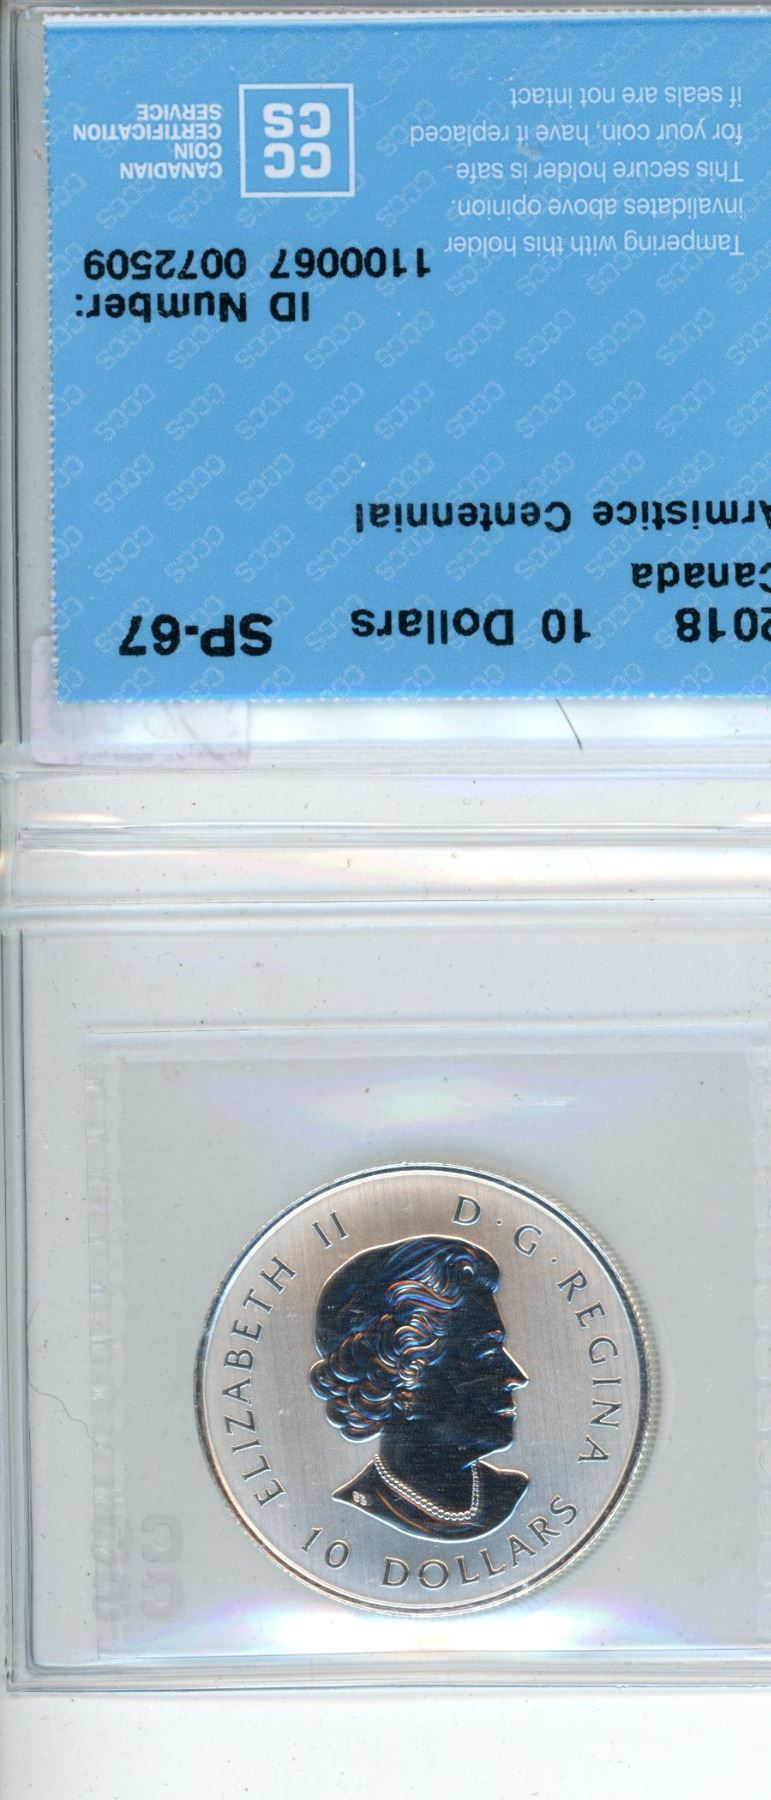 2018 10 Dollars SP-67
Canada
Armistice Centennial
ID Number:
1100067 0072509
Tampering with this holder
invalidates above opinion.
This secure holder is safe
for your coin, have it replaced
if seals are not intact
CC
CS
CANADIAN
COIN
CERTIFICATION
SERVICE
ELIZABETH II D·G·REGINA
10 DOLLARS